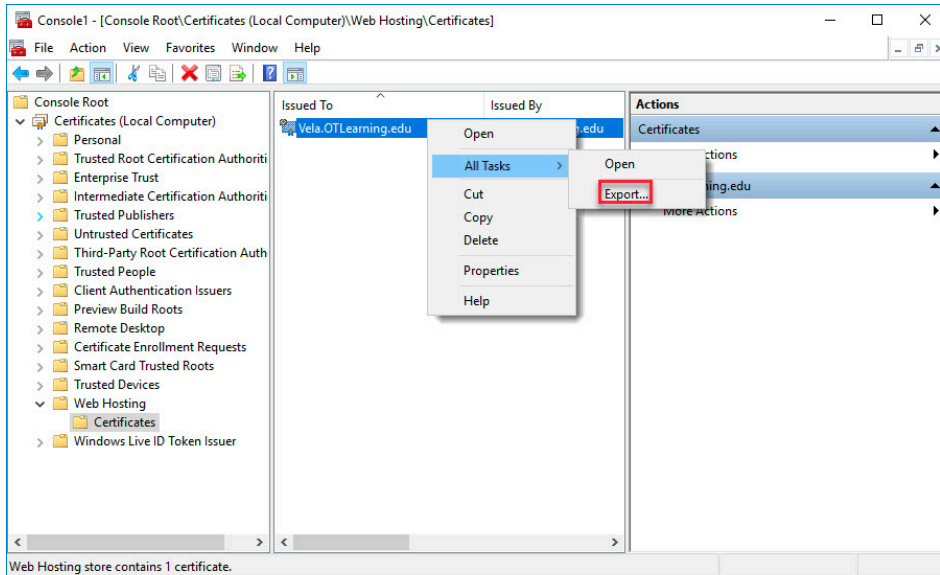 Console1 - [Console Root\Certificates (Local Computer)\Web Hosting\Certificates]
File Action View Favorites Window Help
Console Root
Certificates (Local Computer)
Personal
Trusted Root Certification Authoriti
Enterprise Trust
Intermediate Certification Authoriti
Trusted Publishers
Untrusted Certificates
Third-Party Root Certification Auth
Trusted People
Client Authentication Issuers
Preview Build Roots
Remote Desktop
Certificate Enrollment Requests
Smart Card Trusted Roots
Trusted Devices
Web Hosting
Certificates
Windows Live ID Token Issuer
Issued To Issued By
Vela.OTLearning.edu .edu
Open
All Tasks
Cut
Copy
Delete
Properties
Help
Open
Export...
Actions
Certificates
ctions
ning.edu
More Actions
Web Hosting store contains 1 certificate.